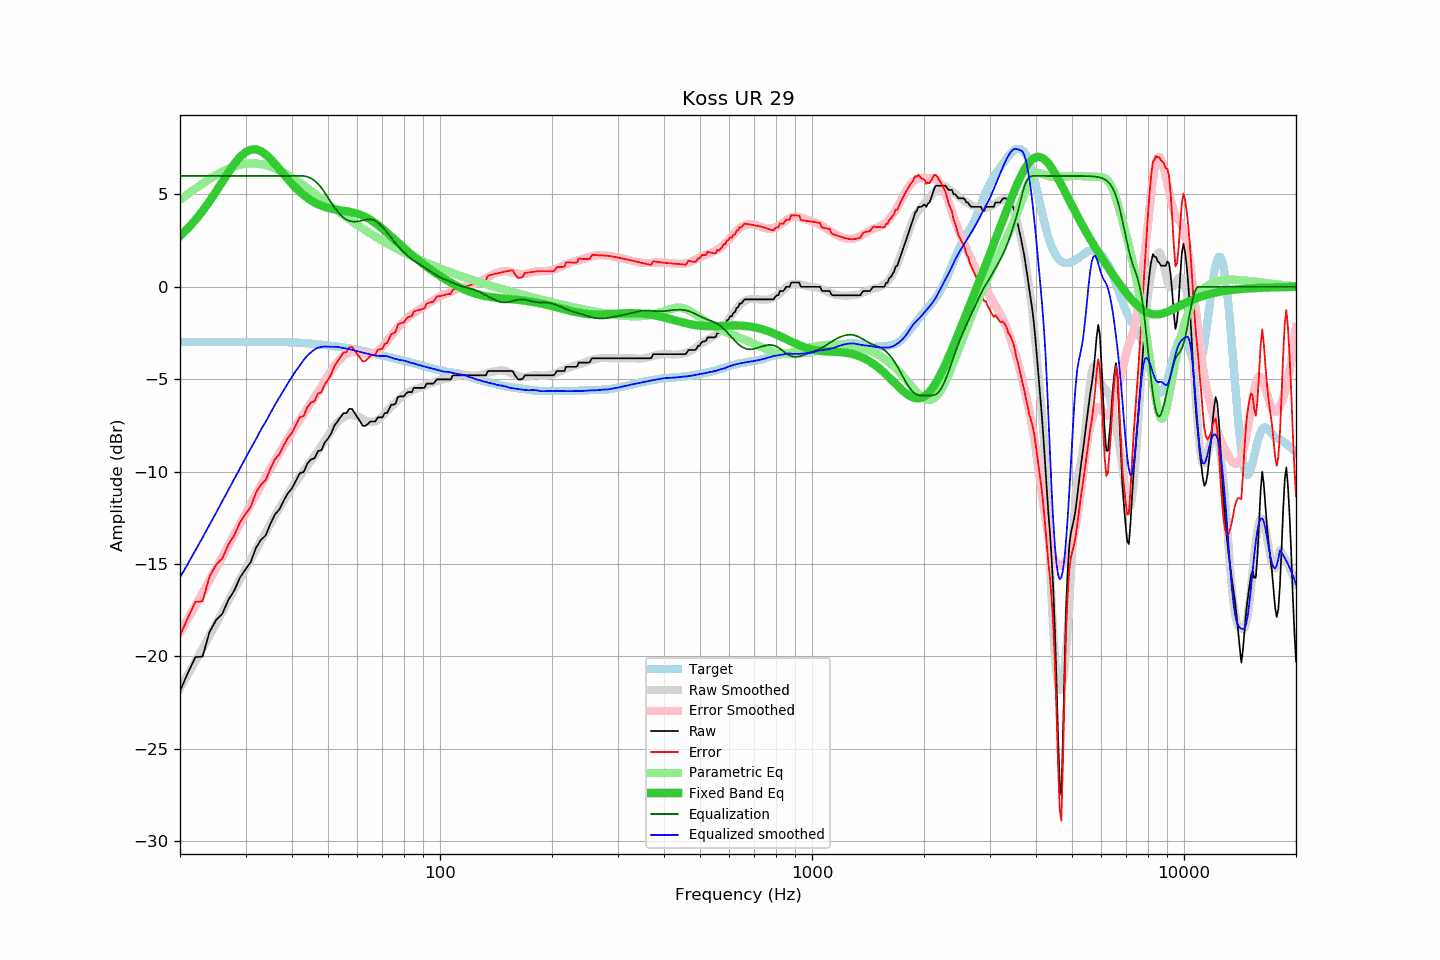 Koss UR 29
Amplitude (dBr)
5
0
−5
−10
−15
−20
−25
−30
Target
Raw Smoothed
Error Smoothed
Raw
Error
Parametric Eq
Fixed Band Eq
Equalization
Equalized smoothed
100
1000
10000
Frequency (Hz)